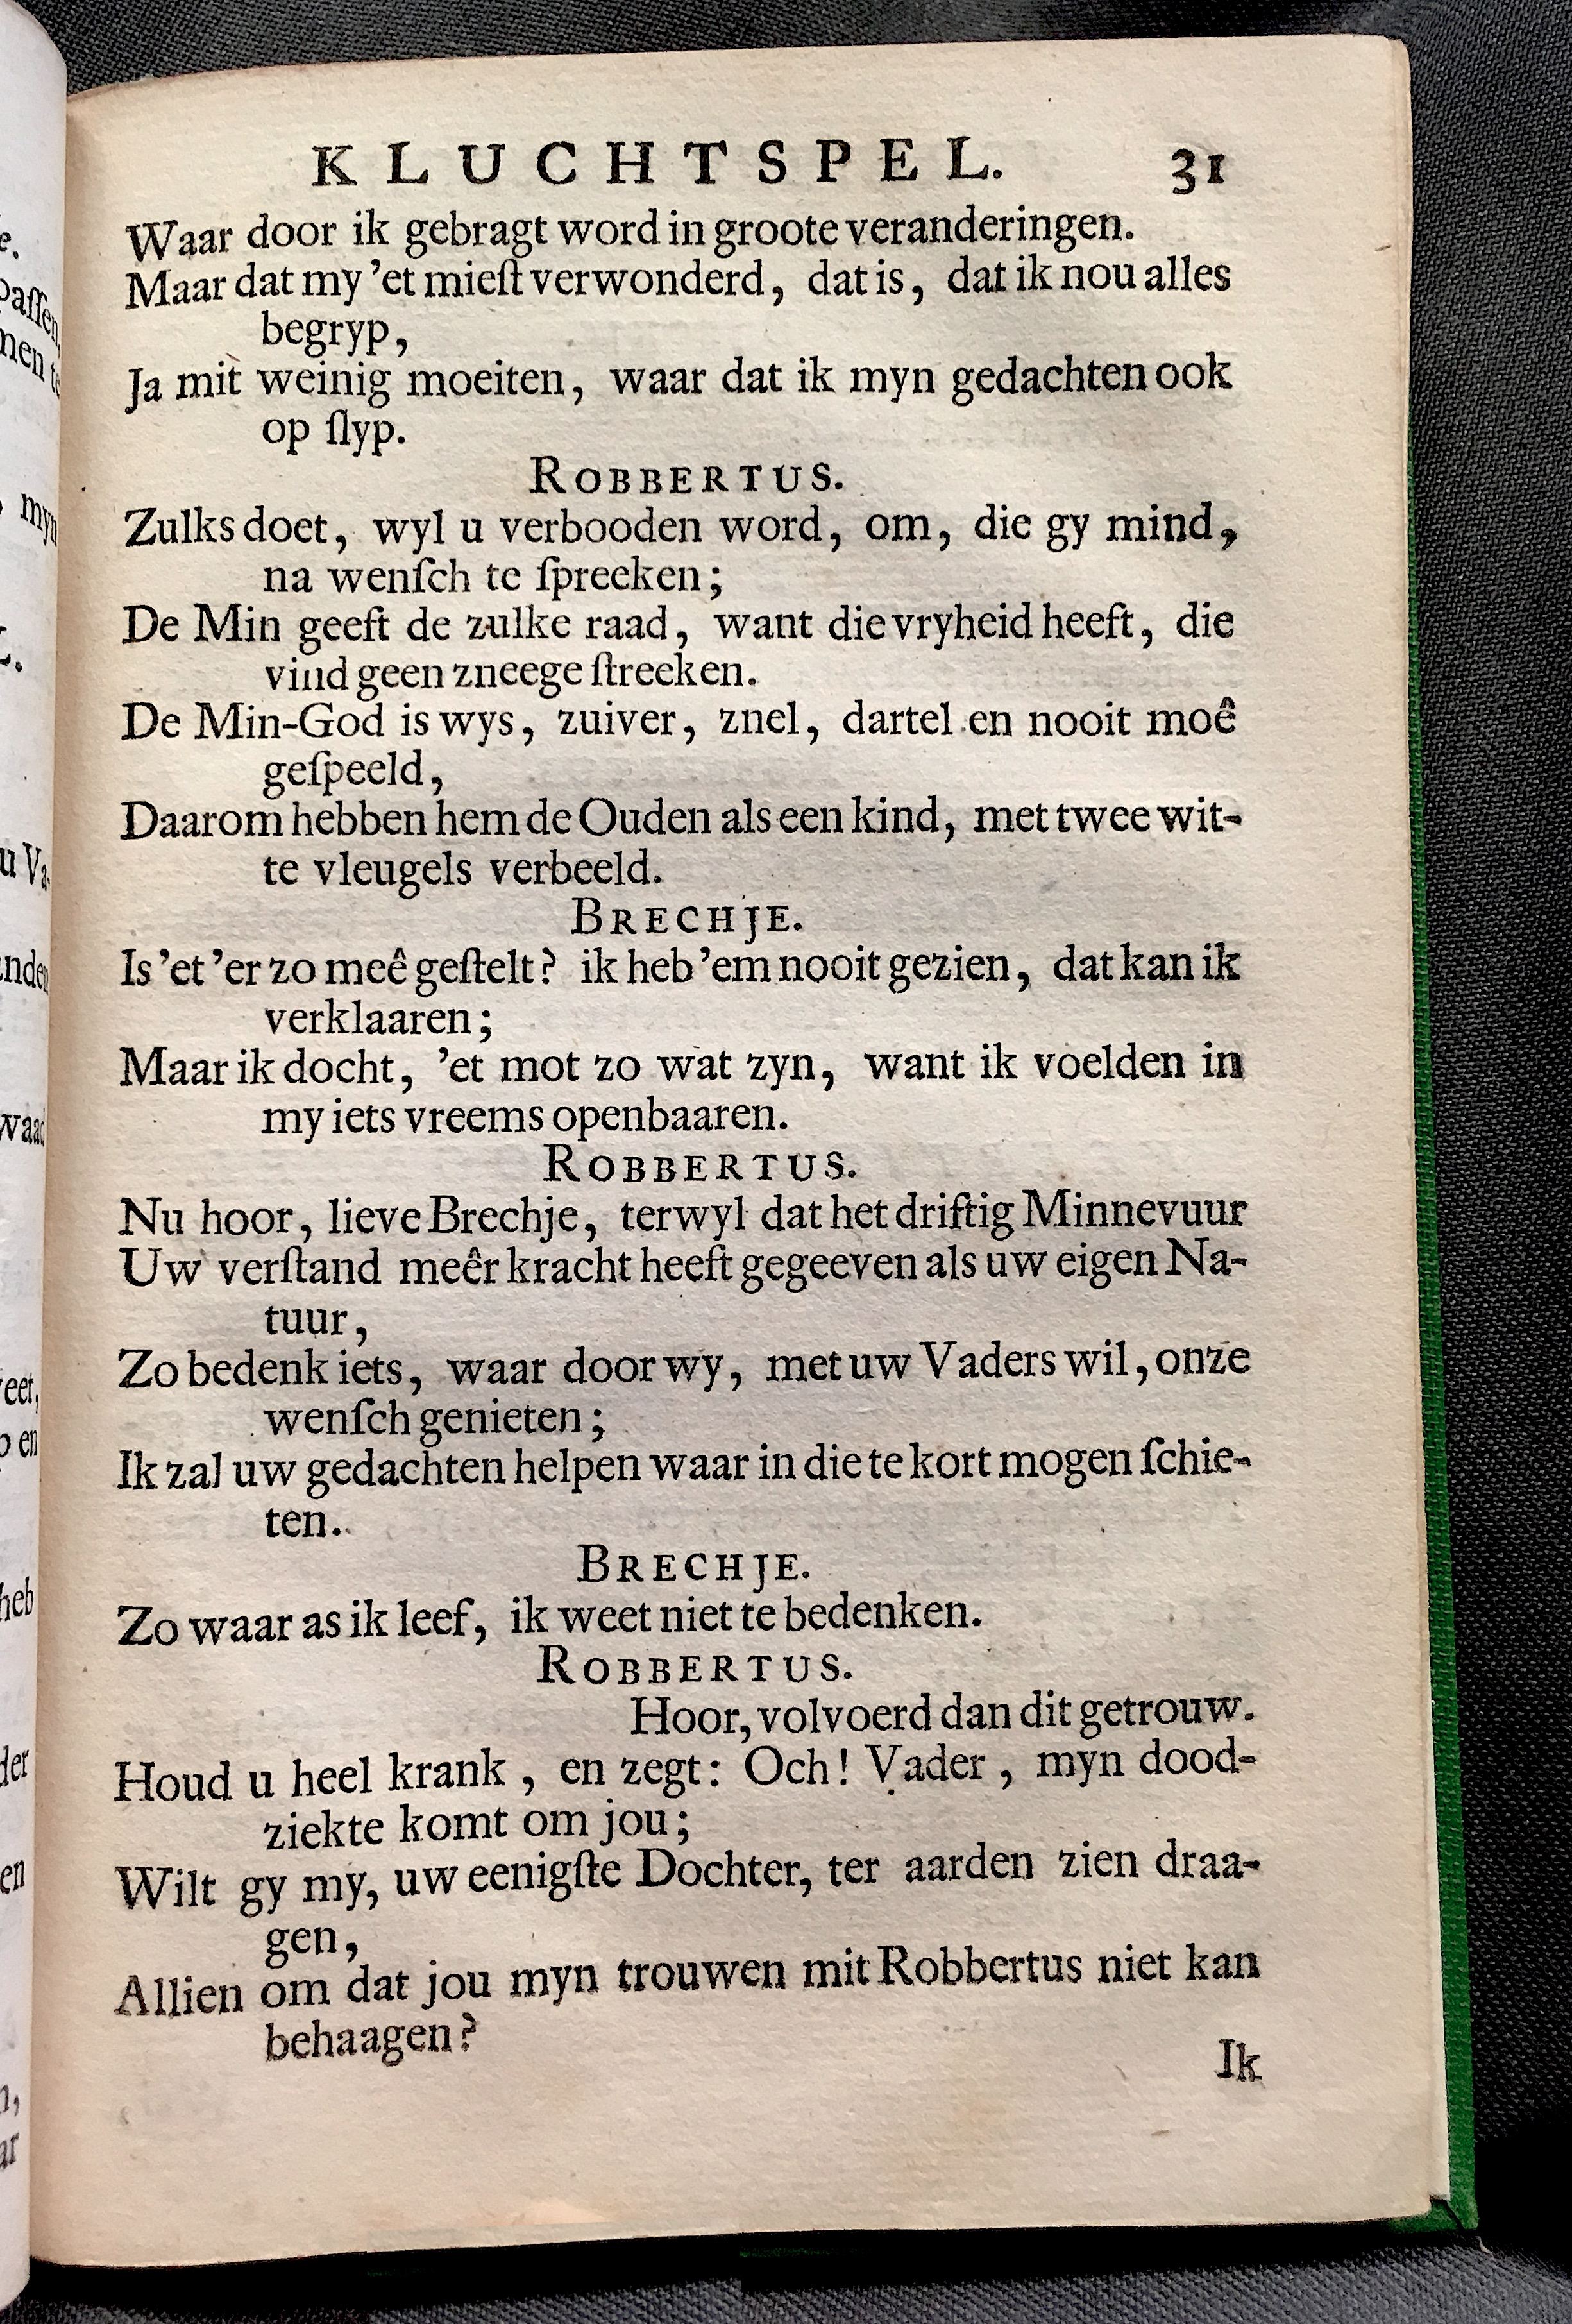 KLUCHTSPEL. 31
Waar door ik gebragt word in groote veranderingen.
Maar dat my 'et mieſt verwonderd, dat is, dat ik nou alles
begryp,
Ja mit weinig moeiten, waar dat ik myn gedachten ook
op ſlyp.
ROBBERTUS.
Zulks doet, wyl u verbooden word, om, die gy mind,
na wenſch te ſpreeken;
De Min geeft de zulke raad, want die vryheid heeft, die
vind geen zneege ſtreeken.
De Min-God is wys, zuiver, znel, dartel en nooit moê
geſpeeld,
Daarom hebben hem de Ouden als een kind, met twee wit-
te vleugels verbeeld.
BRECHJE.
Is 'et 'er zo meê geſtelt? ik heb 'em nooit gezien, dat kan ik
verklaaren;
Maar ik docht, 'et mot zo wat zyn, want ik voelden in
my iets vreems openbaaren.
ROBBERTUS.
Nu hoor, lieve Brechje, terwyl dat het driftig Minnevuur
Uw verſtand meêr kracht heeft gegeeven als uw eigen Na-
tuur,
Zo bedenk iets, waar door wy, met uw Vaders wil, onze
wenſch genieten;
Ik zal uw gedachten helpen waar in die te kort mogen ſchie-
ten.
BRECHJE.
Zo waar as ik leef, ik weet niet te bedenken.
ROBBERTUS.
Hoor, volvoerd dan dit getrouw.
Houd u heel krank, en zegt: Och! Vader, myn dood-
ziekte komt om jou;
Wilt gy my, uw eenigſte Dochter, ter aarden zien draa-
gen,
Allien om dat jou myn trouwen mit Robbertus niet kan
behaagen?
Ik